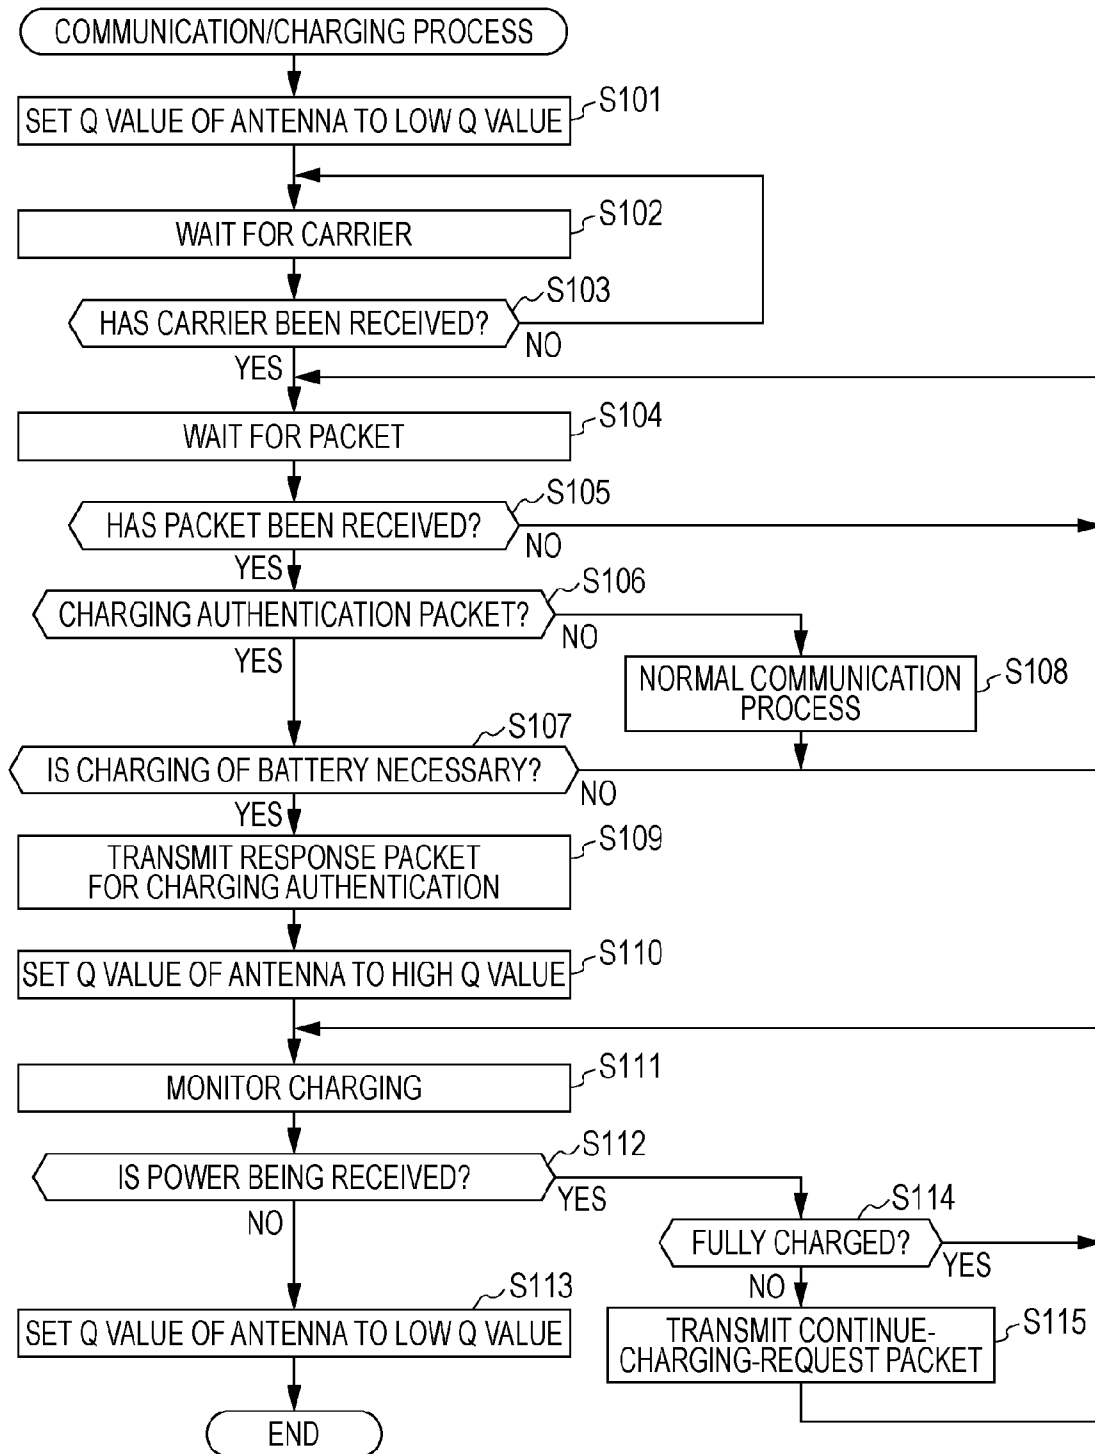 COMMUNICATION/CHARGING PROCESS
S101
SET Q VALUE OF ANTENNA TO LOW Q VALUE
S102
WAIT FOR CARRIER
S103
HAS CARRIER BEEN RECEIVED?
NO
YES
S104
WAIT FOR PACKET
S105
HAS PACKET BEEN RECEIVED?
NO
YES
S106
CHARGING AUTHENTICATION PACKET?
NO
YES
S108
NORMAL COMMUNICATION
PROCESS
S107
IS CHARGING OF BATTERY NECESSARY?
NO
YES
S109
TRANSMIT RESPONSE PACKET
FOR CHARGING AUTHENTICATION
S110
SET Q VALUE OF ANTENNA TO HIGH Q VALUE
S111
MONITOR CHARGING
S112
IS POWER BEING RECEIVED?
YES
NO
S114
FULLY CHARGED?
YES
NO
S113
SET Q VALUE OF ANTENNA TO LOW Q VALUE
S115
TRANSMIT CONTINUE-
CHARGING-REQUEST PACKET
END